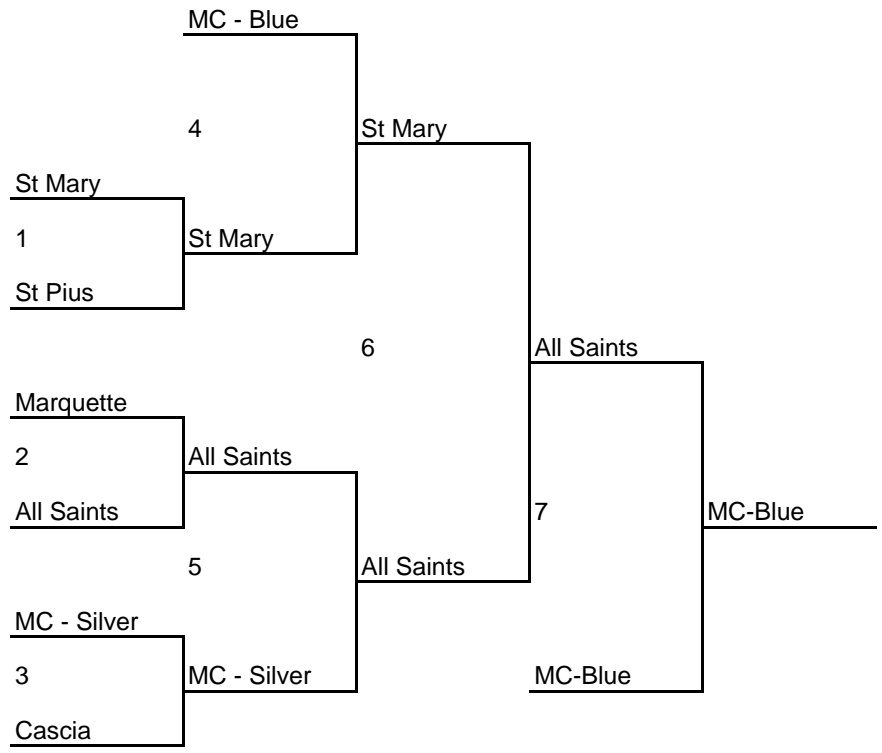 MC - Blue
4
St Mary
St Mary
1
St Mary
St Pius
6
All Saints
Marquette
2
All Saints
All Saints
7
MC-Blue
5
All Saints
MC - Silver
3
MC - Silver
MC-Blue
Cascia